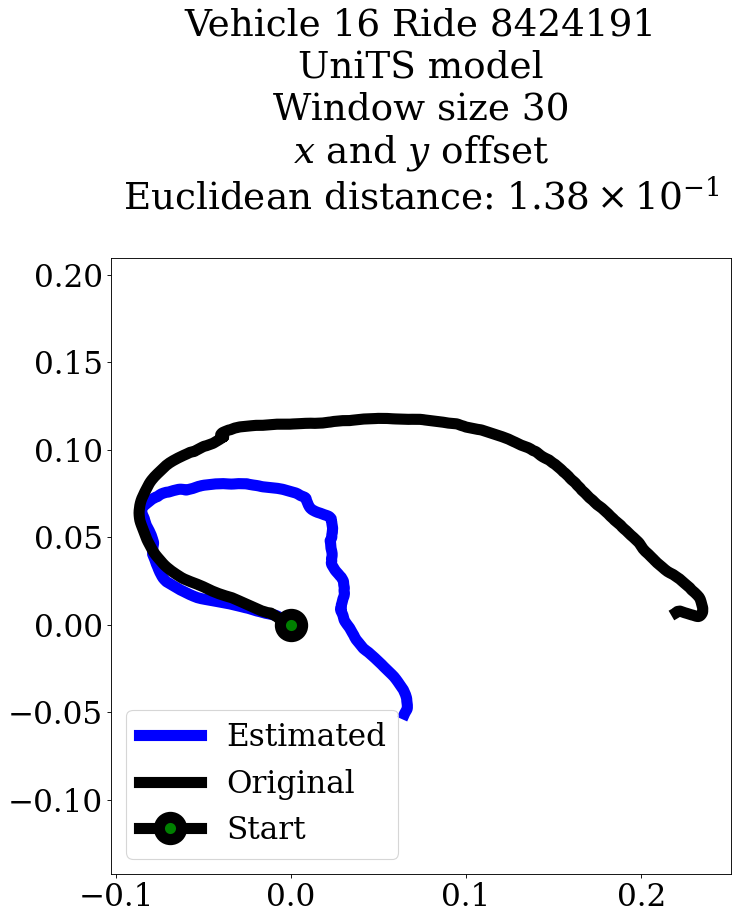 Vehicle 16 Ride 8424191
UniTS model
Window size 30
x and y offset
Euclidean distance: 1.38 × 10⁻¹
0.20
0.15
0.10
0.05
0.00
−0.05
−0.10
Estimated
Original
Start
−0.1 0.0 0.1 0.2